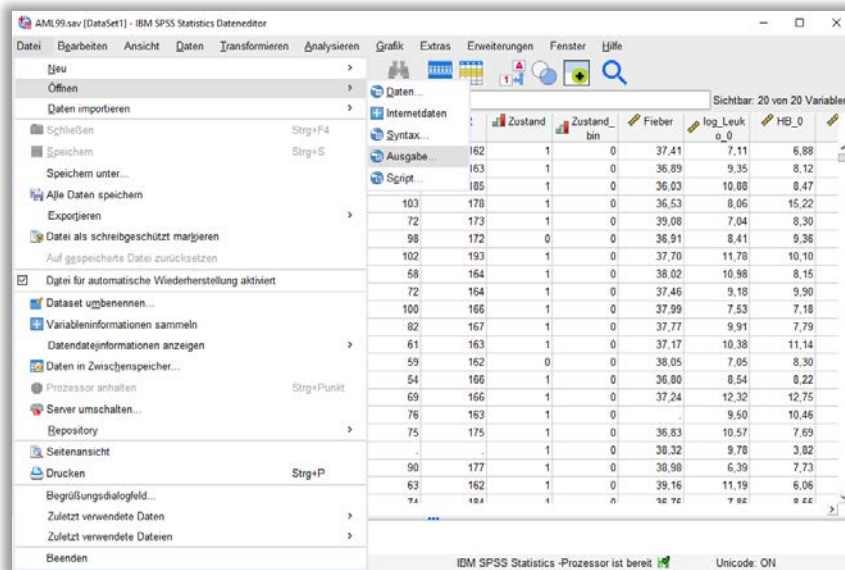 AML99.sav [DataSet1] - IBM SPSS Statistics Dateneditor
Datei Bearbeiten Ansicht Daten Transformieren Analysieren Grafik Extras Erweiterungen Fenster Hilfe
Neu
Öffnen
Daten importieren
Schließen Strg+F4
Speichern Strg+S
Speichern unter...
Alle Daten speichern
Exportieren
Datei als schreibgeschützt markieren
Auf gespeicherte Datei zurücksetzen
Datei für automatische Wiederherstellung aktiviert
Dataset umbenennen...
Variableninformationen sammeln
Datendateiinformationen anzeigen
Daten in Zwischenspeicher...
Prozessor anhalten Strg+Punkt
Server umschalten...
Repository
Seitenansicht
Drucken Strg+P
Begrüßungsdialogfeld...
Zuletzt verwendete Daten
Zuletzt verwendete Dateien
Beenden
Daten...
Internetdaten
Syntax...
Ausgabe...
Script...
Sichtbar: 20 von 20 Variablen
Zustand Zustand_bin Fieber log_Leuko_0 HB_0
162 1 0 37,41 7,11 6,88
163 1 0 36,89 9,35 8,12
185 1 0 36,03 10,88 8,47
103 178 1 0 36,53 8,06 15,22
72 173 1 0 39,08 7,04 8,30
98 172 0 0 36,91 8,41 9,36
102 193 1 0 37,70 11,78 10,10
58 164 1 0 38,02 10,98 8,15
72 164 1 0 37,46 9,18 9,90
100 166 1 0 37,99 7,53 7,18
82 167 1 0 37,77 9,91 7,79
61 163 1 0 37,17 10,38 11,14
59 162 0 0 38,05 7,05 8,30
54 166 1 0 36,80 8,54 8,22
69 166 1 0 37,24 12,32 12,75
76 163 1 0 . 9,50 10,46
75 175 1 0 36,83 10,57 7,69
. . 1 0 38,32 9,78 3,82
90 177 1 0 38,98 6,39 7,73
63 162 1 0 39,16 11,19 6,06
74 184 1 0 36,76 7,86
IBM SPSS Statistics -Prozessor ist bereit Unicode: ON